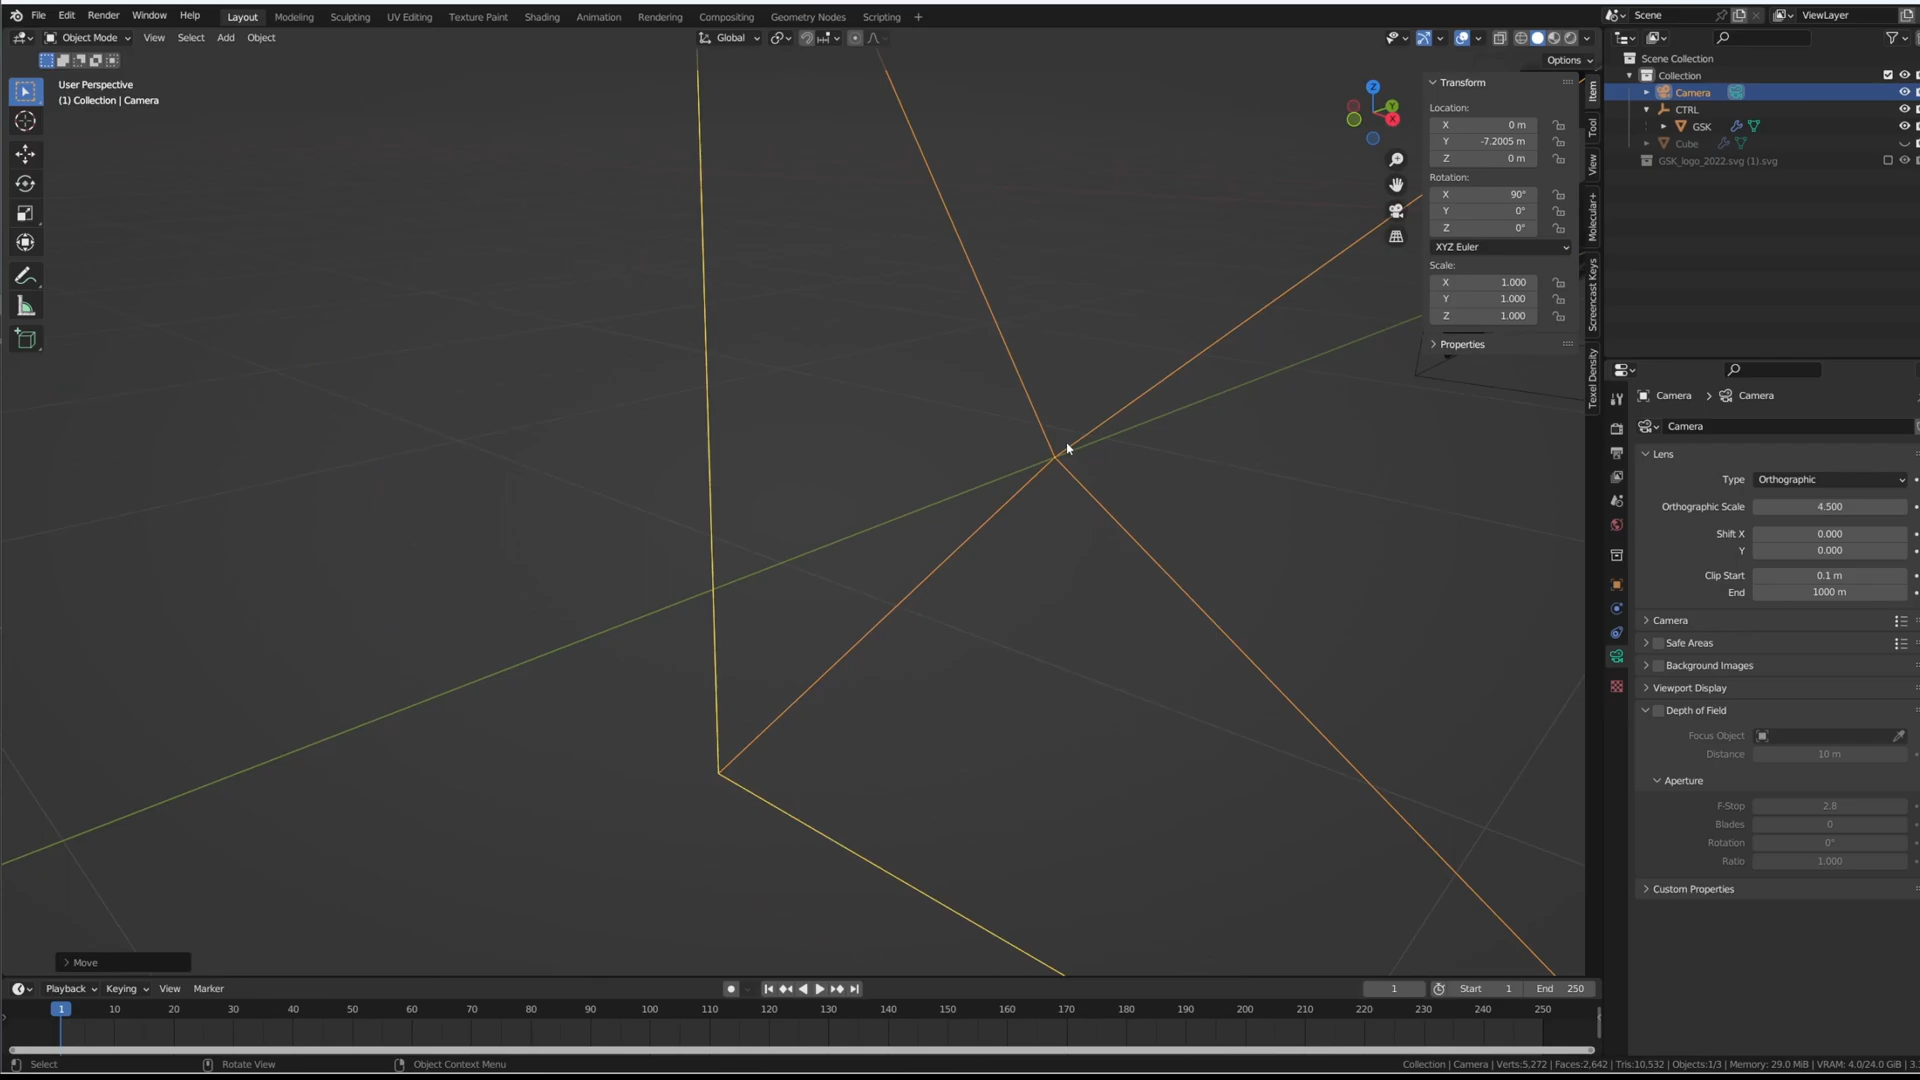 File Edit Render Window Help Layout Modeling Sculpting UV Editing Texture Paint Shading Animation Rendering Compositing Geometry Nodes Scripting + Scene ViewLayer
Object Mode View Select Add Object Global
Options
User Perspective
(1) Collection | Camera
Z
Y
X
Transform
Location:
X 0 m
Y -7.2005 m
Z 0 m
Rotation:
X 90°
Y 0°
Z 0°
XYZ Euler
Scale:
X 1.000
Y 1.000
Z 1.000
Properties
Item
Tool
View
Molecular+
Screencast Keys
Texel Density
Scene Collection
Collection
Camera
CTRL
GSK
Cube
GSK_logo_2022.svg (1).svg
Camera > Camera
Camera
Lens
Type Orthographic
Orthographic Scale 4.500
Shift X 0.000
Y 0.000
Clip Start 0.1 m
End 1000 m
Camera
Safe Areas
Background Images
Viewport Display
Depth of Field
Focus Object
Distance 10 m
Aperture
F-Stop 2.8
Blades 0
Rotation 0°
Ratio 1.000
Custom Properties
Move
Playback Keying View Marker 1 Start 1 End 250
1 10 20 30 40 50 60 70 80 90 100 110 120 130 140 150 160 170 180 190 200 210 220 230 240 250
Select Rotate View Object Context Menu Collection | Camera | Verts:5,272 | Faces:2,642 | Tris:10,532 | Objects:1/3 | Memory: 29.0 MiB | VRAM: 4.0/24.0 GiB | 3.